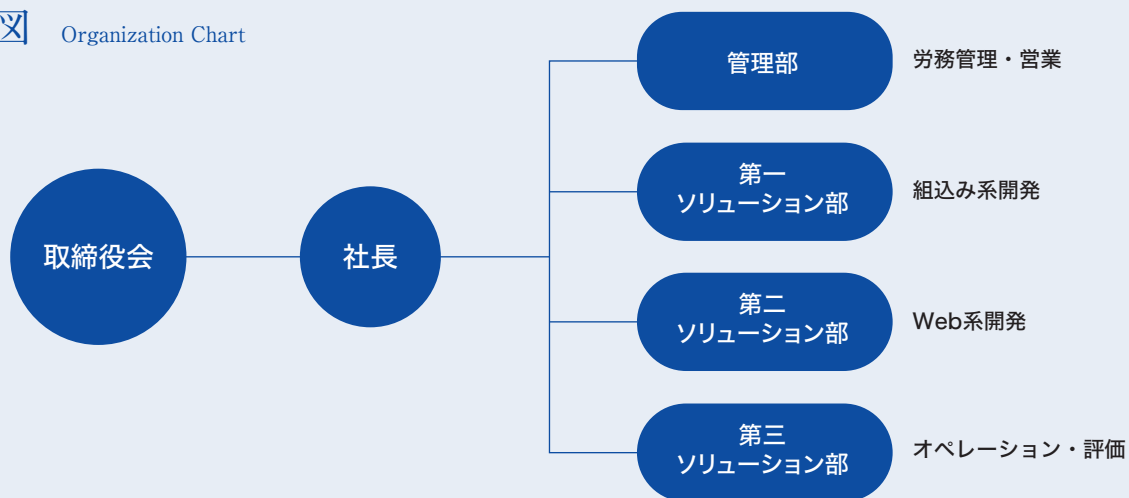 図 Organization Chart
取締役会
社長
管理部
労務管理・営業
第一
ソリューション部
組込み系開発
第二
ソリューション部
Web系開発
第三
ソリューション部
オペレーション・評価